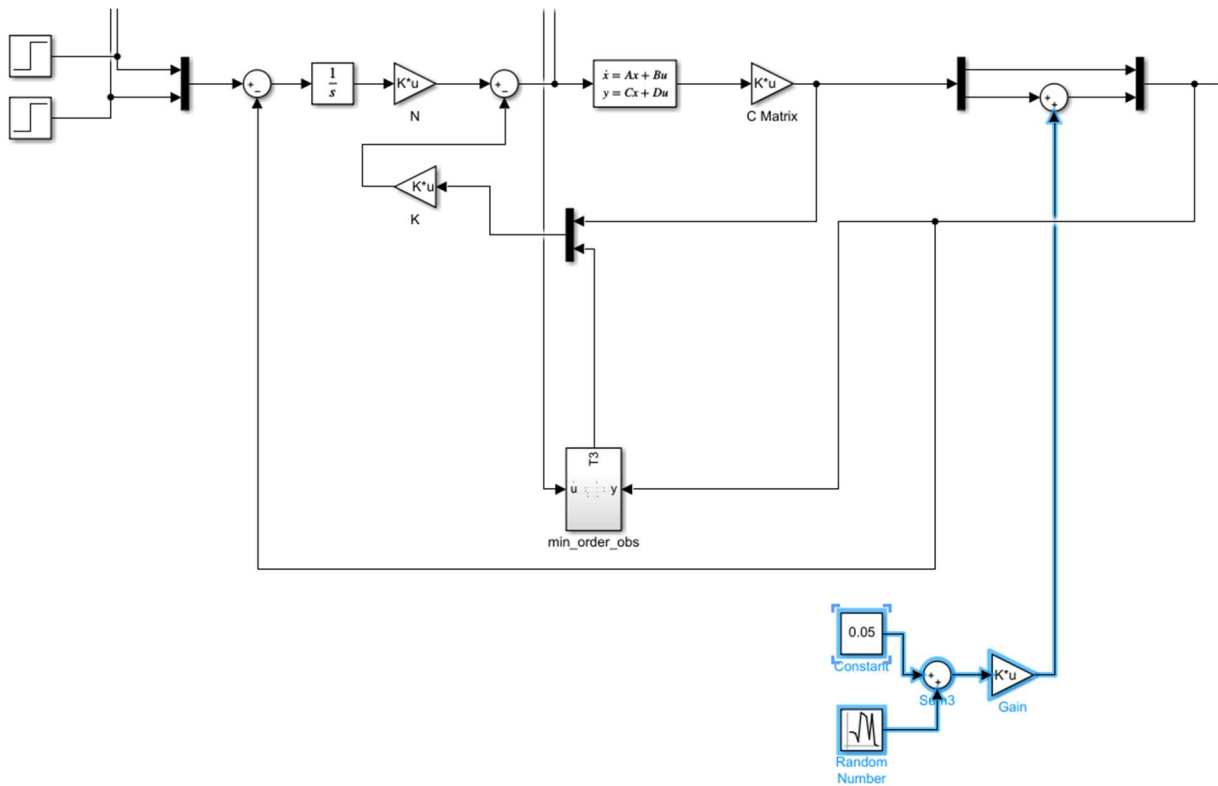 1
s
K*u
N
+
−
+
−
ẋ = Ax + Bu
y = Cx + Du
K*u
C Matrix
+
+
K*u
K
T3
u
y
min_order_obs
0.05
Constant
+
+
Sum3
K*u
Gain
Random
Number